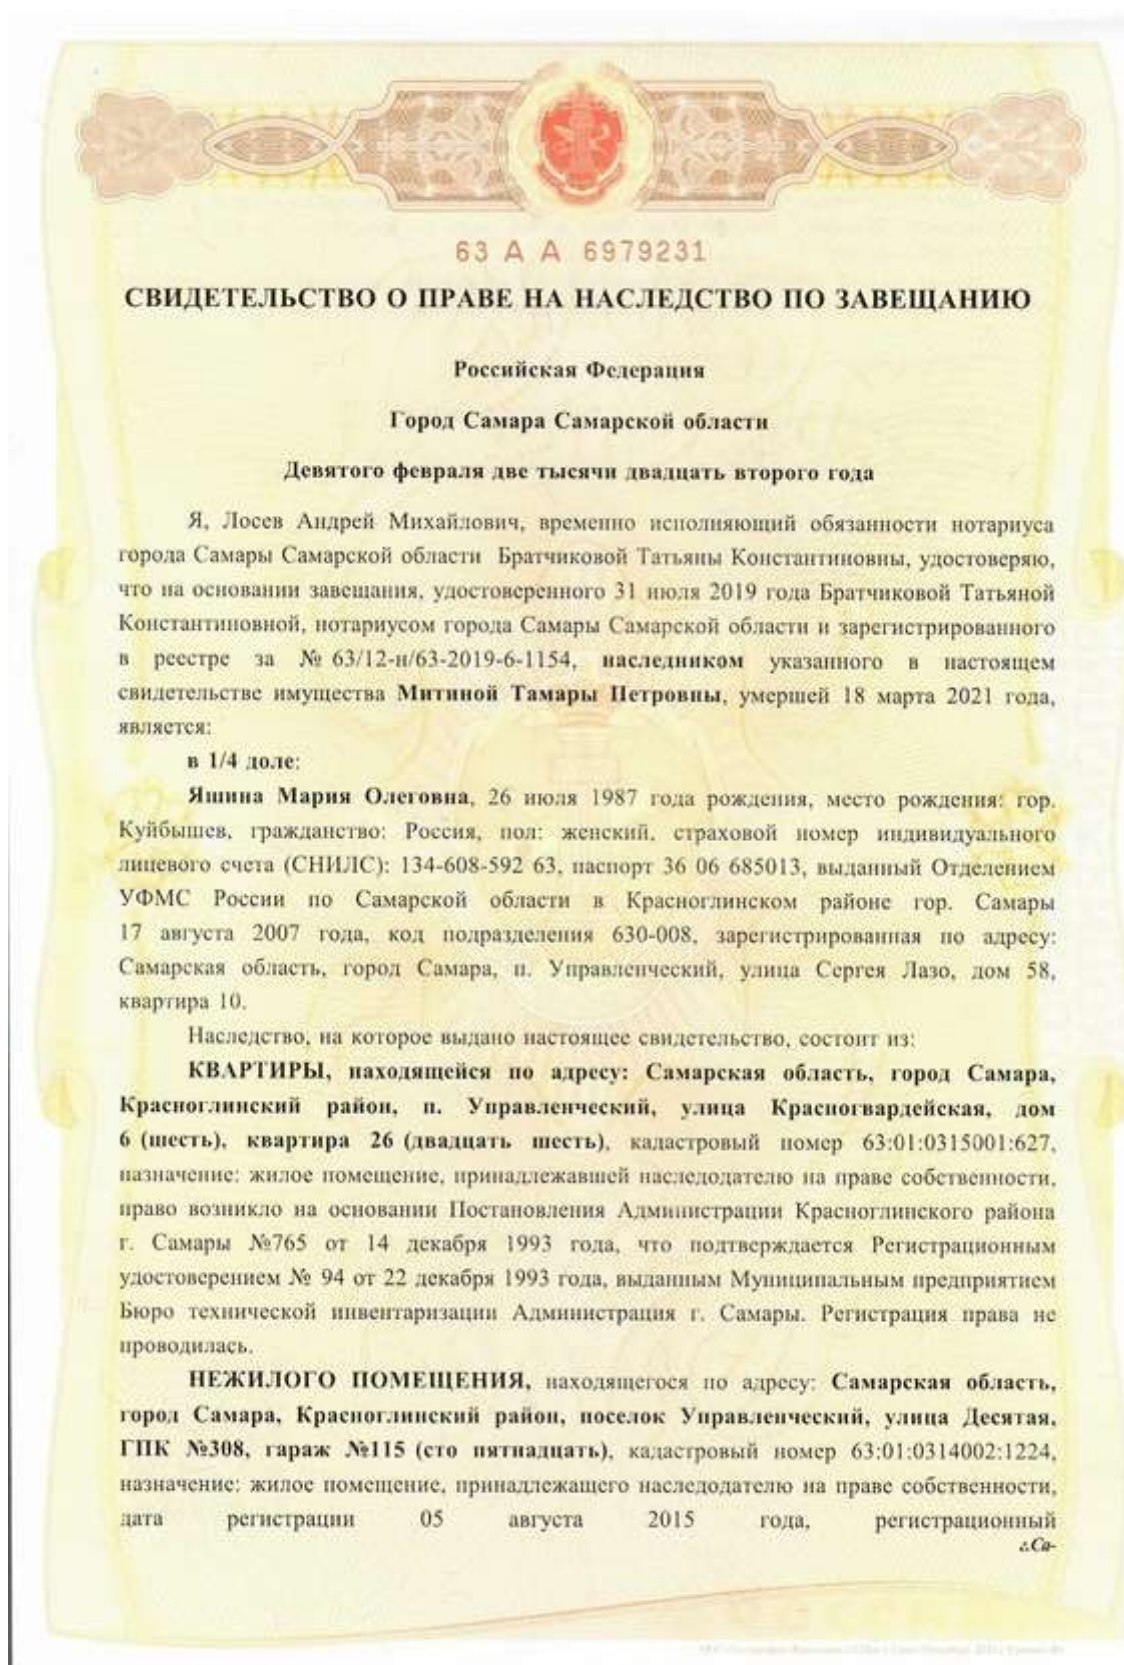 63 А А 6979231
СВИДЕТЕЛЬСТВО О ПРАВЕ НА НАСЛЕДСТВО ПО ЗАВЕЩАНИЮ
Российская Федерация
Город Самара Самарской области
Девятого февраля две тысячи двадцать второго года
Я, Лосев Андрей Михайлович, временно исполняющий обязанности нотариуса
города Самары Самарской области Братчиковой Татьяны Константиновны, удостоверяю,
что на основании завещания, удостоверенного 31 июля 2019 года Братчиковой Татьяной
Константиновной, нотариусом города Самары Самарской области и зарегистрированного
в реестре за № 63/12-н/63-2019-6-1154, наследником указанного в настоящем
свидетельстве имущества Митиной Тамары Петровны, умершей 18 марта 2021 года,
является:
в 1/4 доле:
Яшина Мария Олеговна, 26 июля 1987 года рождения, место рождения: гор.
Куйбышев, гражданство: Россия, пол: женский, страховой номер индивидуального
лицевого счета (СНИЛС): 134-608-592 63, паспорт 36 06 685013, выданный Отделением
УФМС России по Самарской области в Красноглинском районе гор. Самары
17 августа 2007 года, код подразделения 630-008, зарегистрированная по адресу:
Самарская область, город Самара, п. Управленческий, улица Сергея Лазо, дом 58,
квартира 10.
Наследство, на которое выдано настоящее свидетельство, состоит из:
КВАРТИРЫ, находящейся по адресу: Самарская область, город Самара,
Красноглинский район, п. Управленческий, улица Красногвардейская, дом
6 (шесть), квартира 26 (двадцать шесть), кадастровый номер 63:01:0315001:627,
назначение: жилое помещение, принадлежавшей наследодателю на праве собственности,
право возникло на основании Постановления Администрации Красноглинского района
г. Самары №765 от 14 декабря 1993 года, что подтверждается Регистрационным
удостоверением № 94 от 22 декабря 1993 года, выданным Муниципальным предприятием
Бюро технической инвентаризации Администрация г. Самары. Регистрация права не
проводилась.
НЕЖИЛОГО ПОМЕЩЕНИЯ, находящегося по адресу: Самарская область,
город Самара, Красноглинский район, поселок Управленческий, улица Десятая,
ГПК №308, гараж №115 (сто пятнадцать), кадастровый номер 63:01:0314002:1224,
назначение: жилое помещение, принадлежащего наследодателю на праве собственности,
дата регистрации 05 августа 2015 года, регистрационный
г.Са-